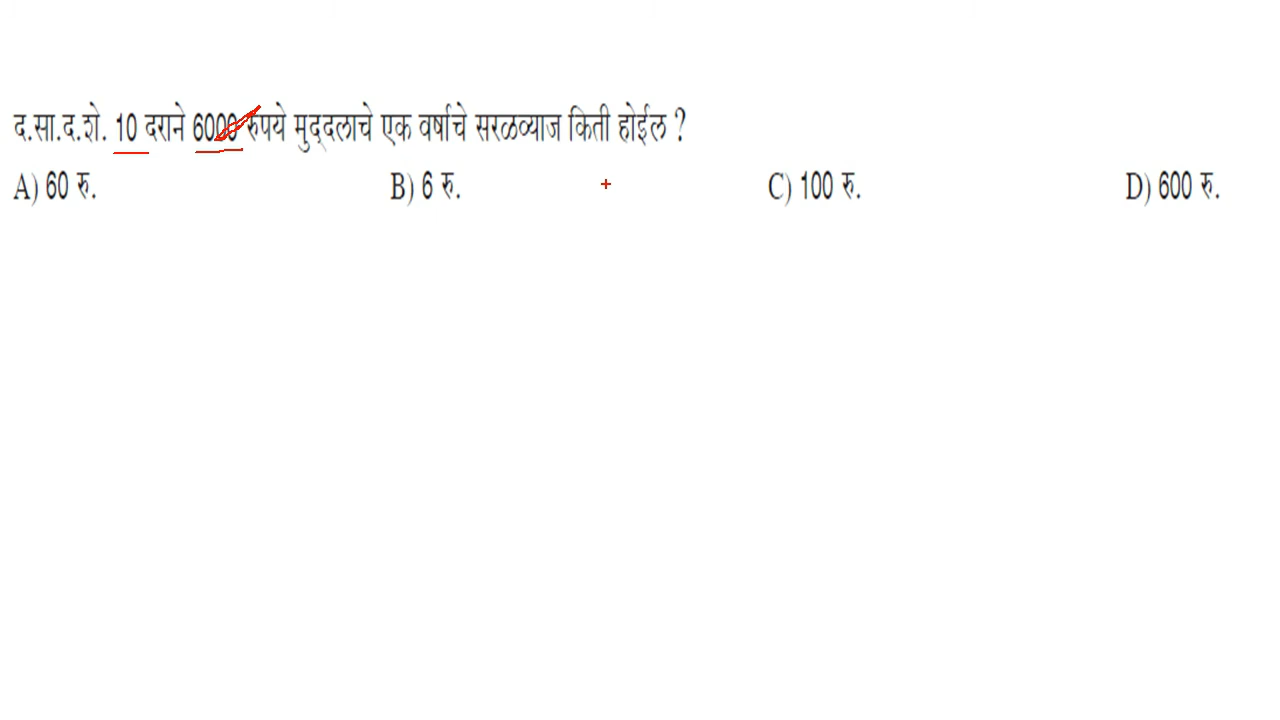 द.सा.द.शे. 10 दराने 6000 रुपये मुद्दलाचे एक वर्षाचे सरळव्याज किती होईल ?
A) 60 रु. B) 6 रु. C) 100 रु. D) 600 रु.